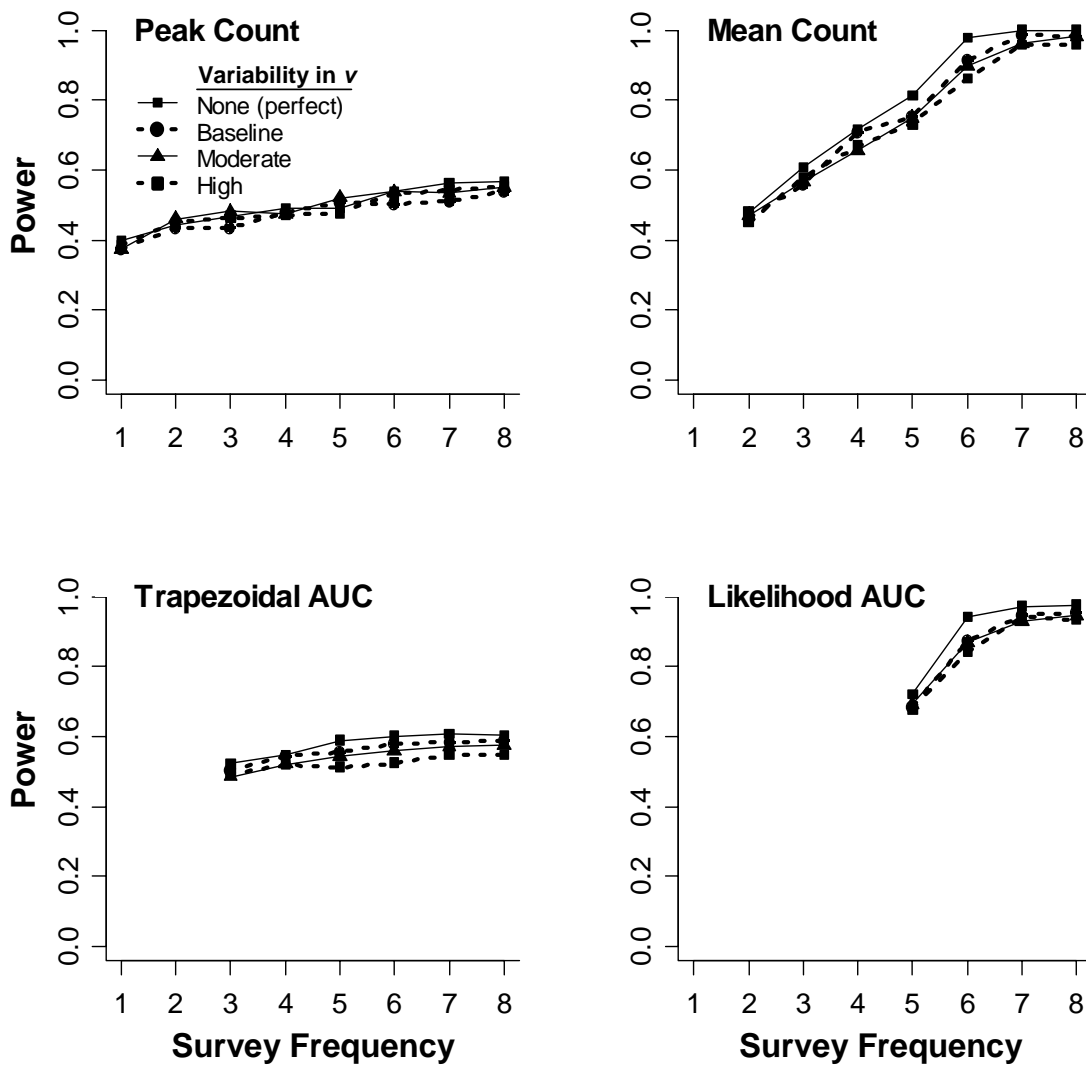 Peak Count
Variability in v
None (perfect)
Baseline
Moderate
High
Power
0.0 0.2 0.4 0.6 0.8 1.0
1 2 3 4 5 6 7 8
Mean Count
0.0 0.2 0.4 0.6 0.8 1.0
1 2 3 4 5 6 7 8
Trapezoidal AUC
Power
0.0 0.2 0.4 0.6 0.8 1.0
1 2 3 4 5 6 7 8
Survey Frequency
Likelihood AUC
0.0 0.2 0.4 0.6 0.8 1.0
1 2 3 4 5 6 7 8
Survey Frequency